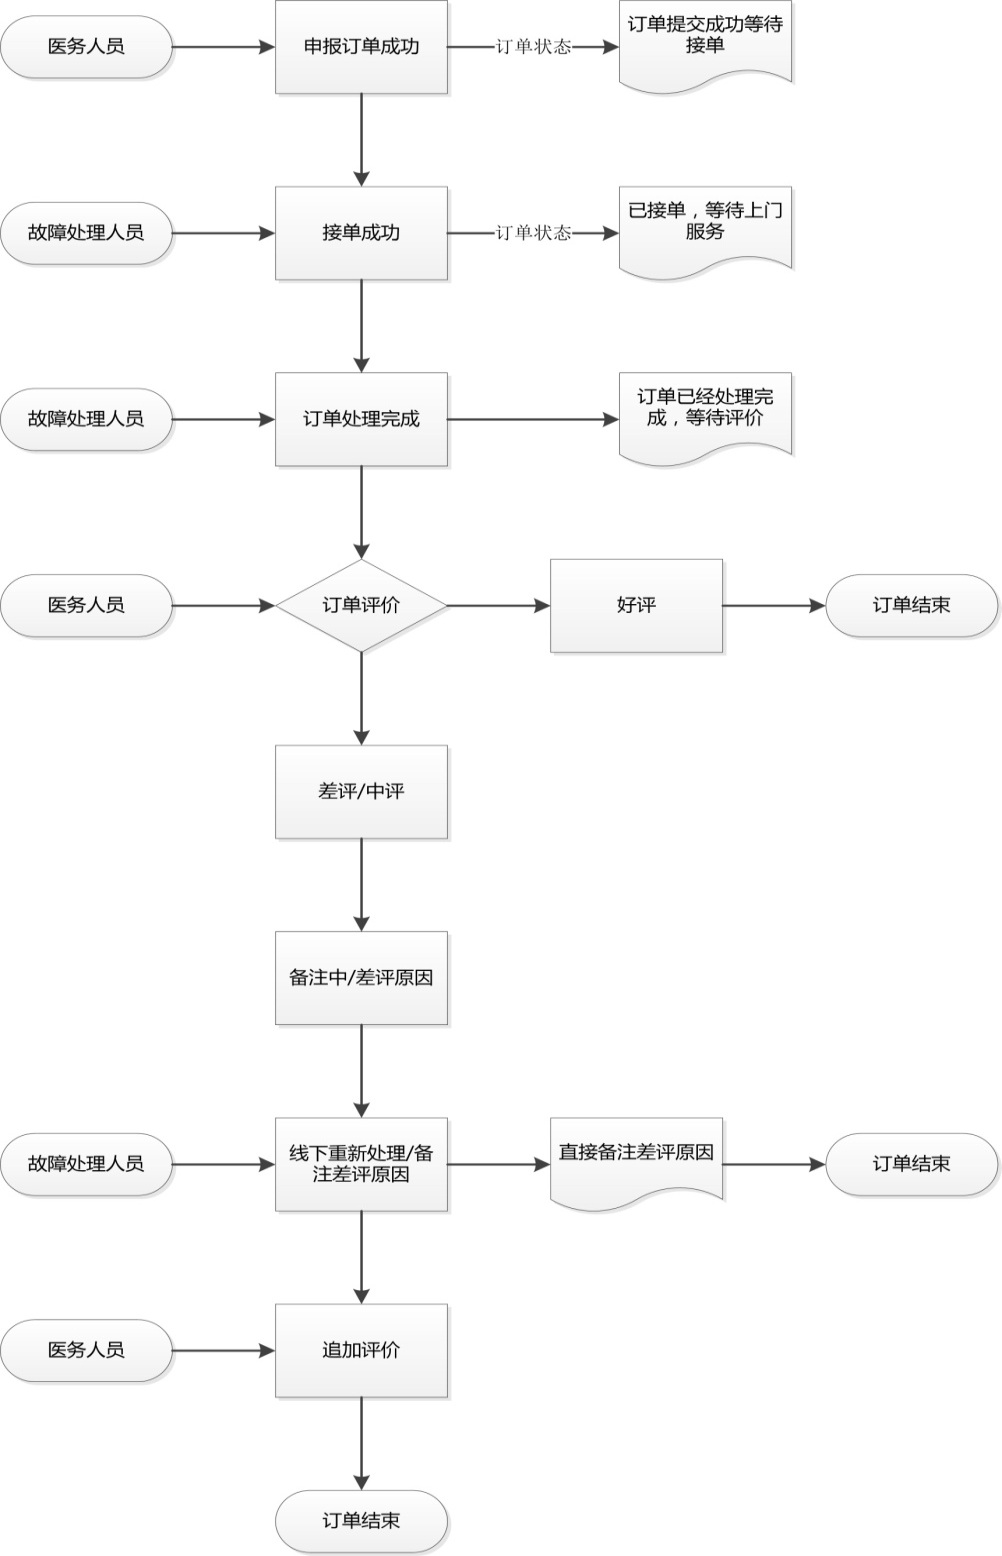 医务人员
申报订单成功
订单状态
订单提交成功等待
接单
故障处理人员
接单成功
订单状态
已接单，等待上门
服务
故障处理人员
订单处理完成
订单已经处理完
成，等待评价
医务人员
订单评价
好评
订单结束
差评/中评
备注中/差评原因
故障处理人员
线下重新处理/备
注差评原因
直接备注差评原因
订单结束
医务人员
追加评价
订单结束